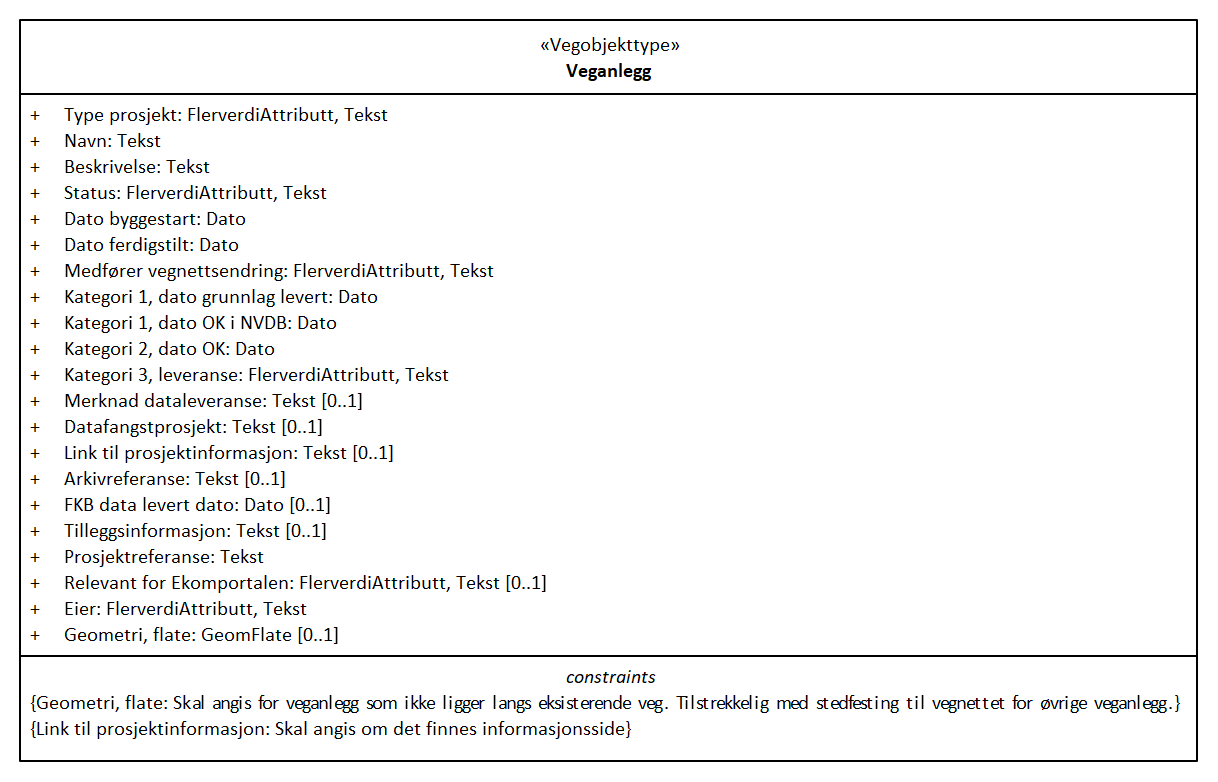 «Vegobjekttype»
Veganlegg
+ Type prosjekt: FlerverdiAttributt, Tekst
+ Navn: Tekst
+ Beskrivelse: Tekst
+ Status: FlerverdiAttributt, Tekst
+ Dato byggestart: Dato
+ Dato ferdigstilt: Dato
+ Medfører vegnettsendring: FlerverdiAttributt, Tekst
+ Kategori 1, dato grunnlag levert: Dato
+ Kategori 1, dato OK i NVDB: Dato
+ Kategori 2, dato OK: Dato
+ Kategori 3, leveranse: FlerverdiAttributt, Tekst
+ Merknad dataleveranse: Tekst [0..1]
+ Datafangstprosjekt: Tekst [0..1]
+ Link til prosjektinformasjon: Tekst [0..1]
+ Arkivreferanse: Tekst [0..1]
+ FKB data levert dato: Dato [0..1]
+ Tilleggsinformasjon: Tekst [0..1]
+ Prosjektreferanse: Tekst
+ Relevant for Ekomportalen: FlerverdiAttributt, Tekst [0..1]
+ Eier: FlerverdiAttributt, Tekst
+ Geometri, flate: GeomFlate [0..1]
constraints
{Geometri, flate: Skal angis for veganlegg som ikke ligger langs eksisterende veg. Tilstrekkelig med stedfesting til vegnettet for øvrige veganlegg.}
{Link til prosjektinformasjon: Skal angis om det finnes informasjonsside}